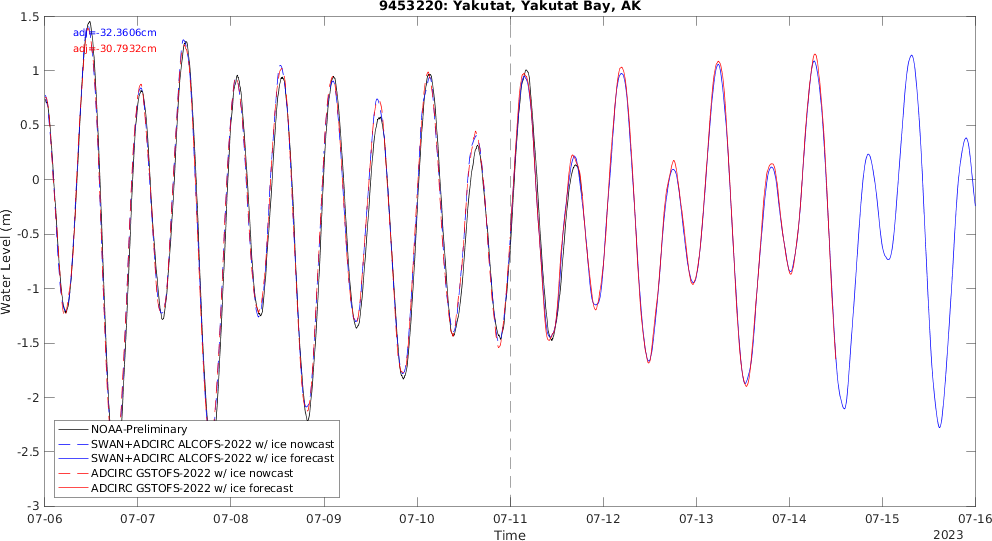 9453220: Yakutat, Yakutat Bay, AK
adj=-32.3606cm
adj=-30.7932cm
1.5
1
0.5
0
-0.5
-1
-1.5
-2
-2.5
-3
Water Level (m)
NOAA-Preliminary
SWAN+ADCIRC ALCOFS-2022 w/ ice nowcast
SWAN+ADCIRC ALCOFS-2022 w/ ice forecast
ADCIRC GSTOFS-2022 w/ ice nowcast
ADCIRC GSTOFS-2022 w/ ice forecast
07-06 07-07 07-08 07-09 07-10 07-11 07-12 07-13 07-14 07-15 07-16
Time
2023